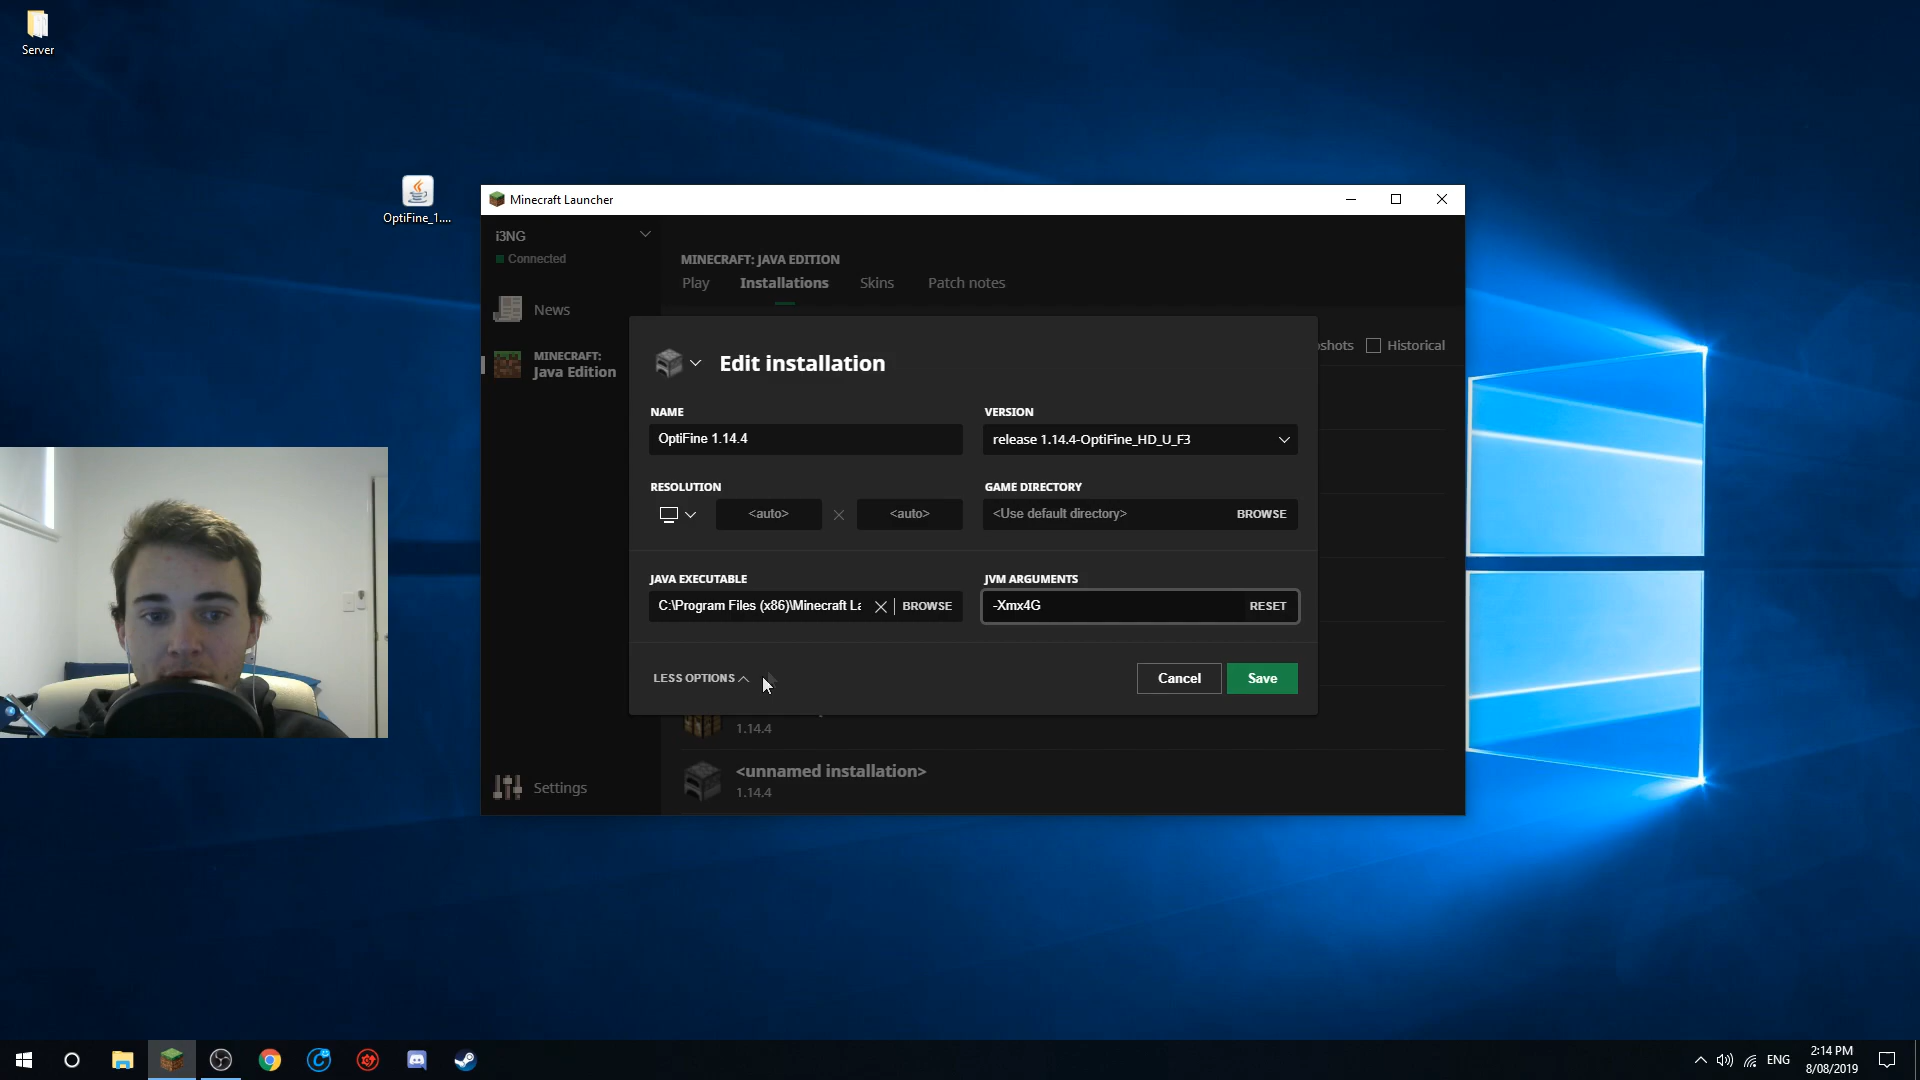 Server
OptiFine_1....
Minecraft Launcher
i3NG
Connected
News
MINECRAFT:
Java Edition
Settings
MINECRAFT: JAVA EDITION
Play Installations Skins Patch notes
shots Historical
Edit installation
NAME
OptiFine 1.14.4
VERSION
release 1.14.4-OptiFine_HD_U_F3
RESOLUTION
<auto> <auto>
GAME DIRECTORY
<Use default directory> BROWSE
JAVA EXECUTABLE
C:\Program Files (x86)\Minecraft La BROWSE
JVM ARGUMENTS
-Xmx4G RESET
LESS OPTIONS
Cancel Save
1.14.4
<unnamed installation>
1.14.4
ENG
2:14 PM
8/08/2019